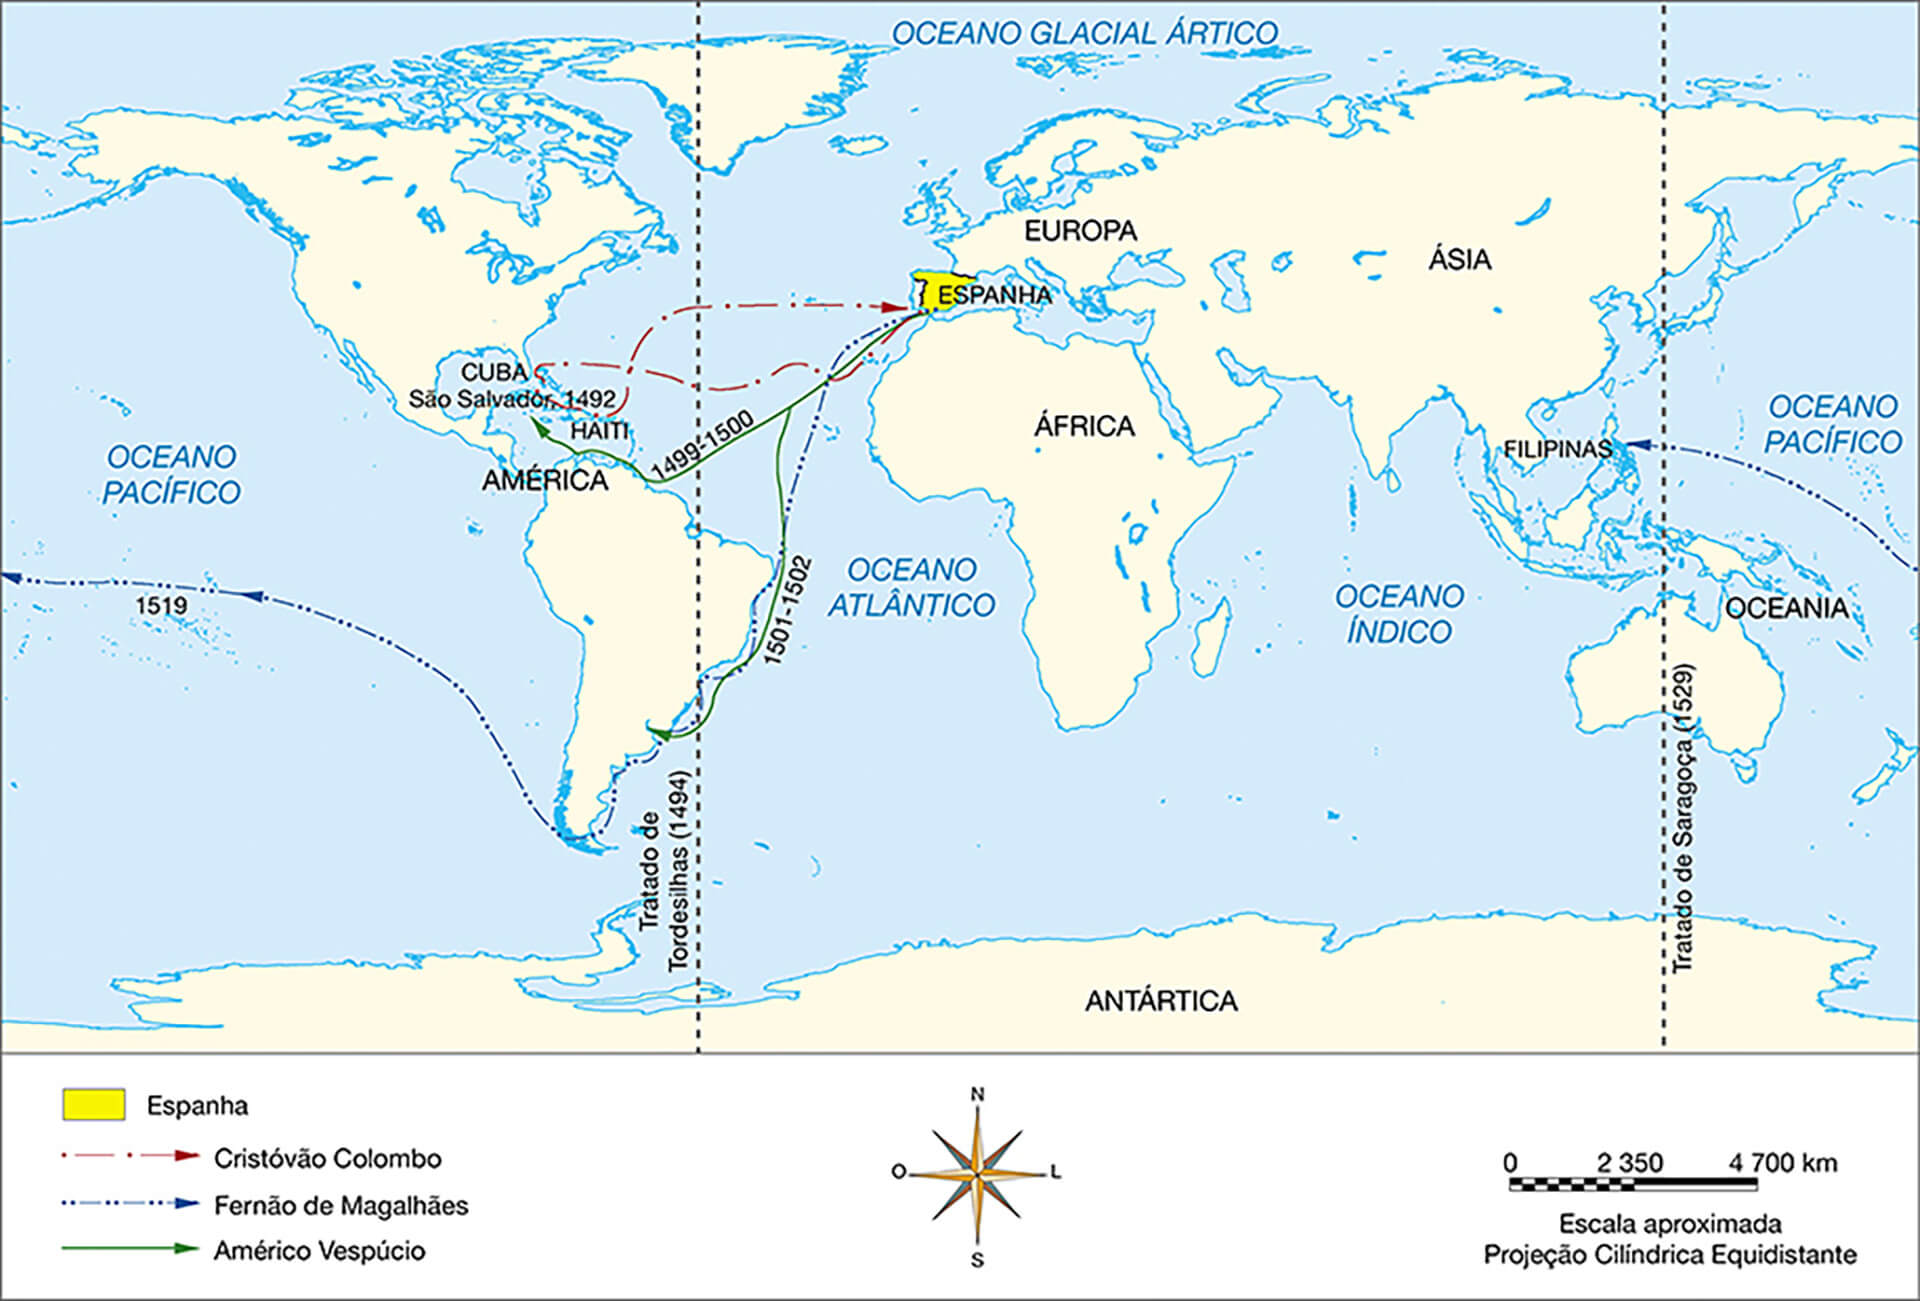 OCEANO GLACIAL ÁRTICO
EUROPA
ÁSIA
ESPANHA
CUBA
São Salvador, 1492
HAITI
OCEANO
PACÍFICO
AMÉRICA
1499-1500
ÁFRICA
FILIPINAS
OCEANO
PACÍFICO
1519
1501-1502
OCEANO
ATLÂNTICO
OCEANO
ÍNDICO
OCEANIA
Tratado de
Tordesilhas (1494)
Tratado de Saragoça (1529)
ANTÁRTICA
Espanha
Cristóvão Colombo
Fernão de Magalhães
Américo Vespúcio
N
O
L
S
0 2 350 4 700 km
Escala aproximada
Projeção Cilíndrica Equidistante